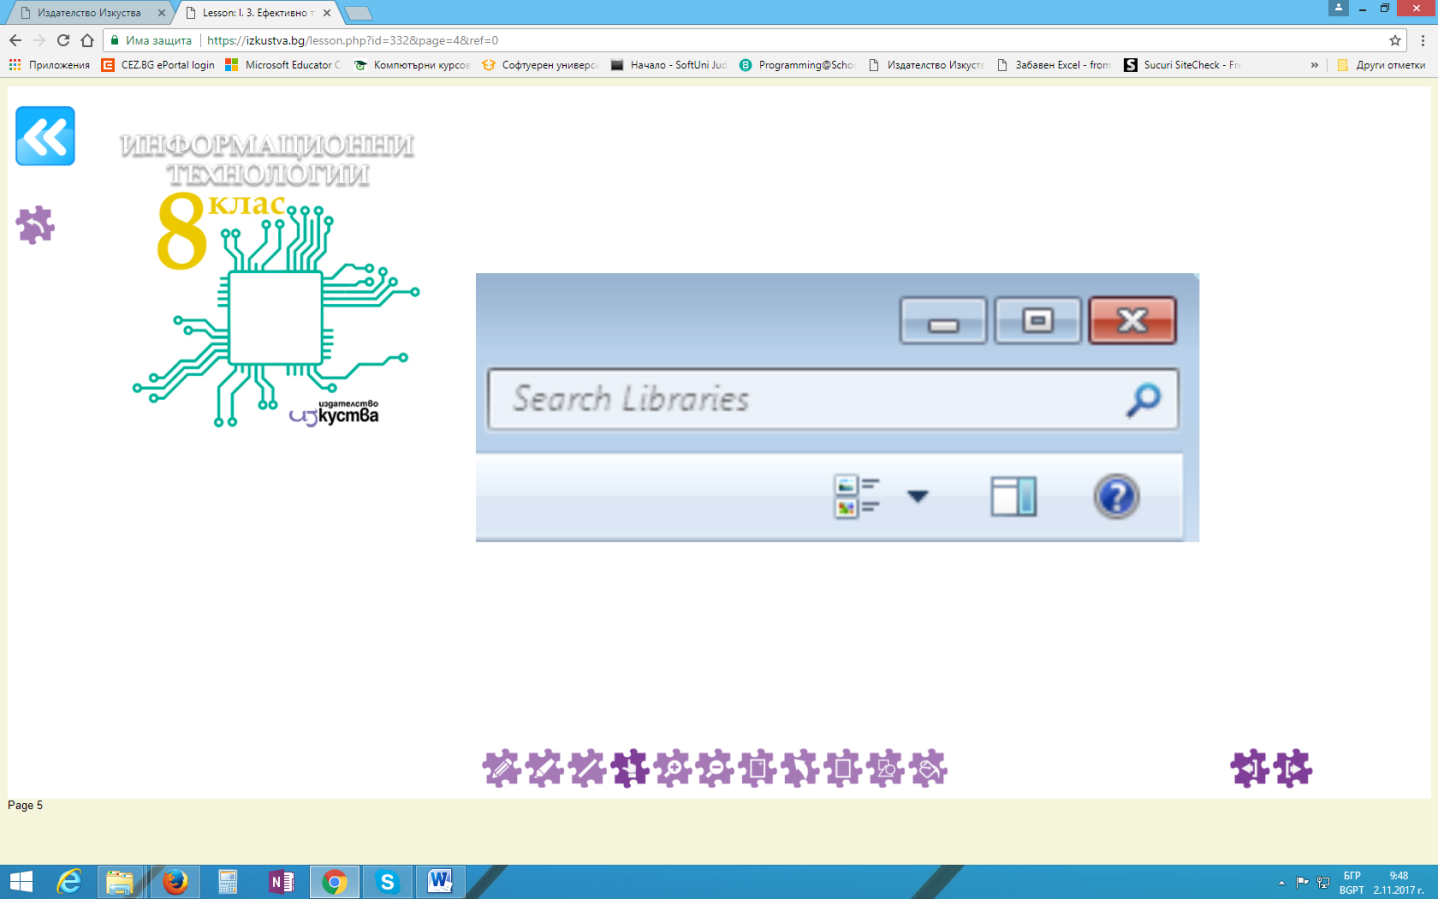 Издателство Изкуства
Lesson: I. 3. Ефективно т
Има защита
https://izkustva.bg/lesson.php?id=332&page=4&ref=0
Приложения
CEZ.BG ePortal login
Microsoft Educator C
Компютърни курсов
Софтуерен универс
Начало - SoftUni Jud
Programming@Schoo
Издателство Изкуств
Забавен Excel - from
Sucuri SiteCheck - Fr
Други отметки
ИНФОРМАЦИОННИ
ТЕХНОЛОГИИ
8 клас
издателство
изкуства
Search Libraries
Page 5
БГР
9:48
BGPT
2.11.2017 г.